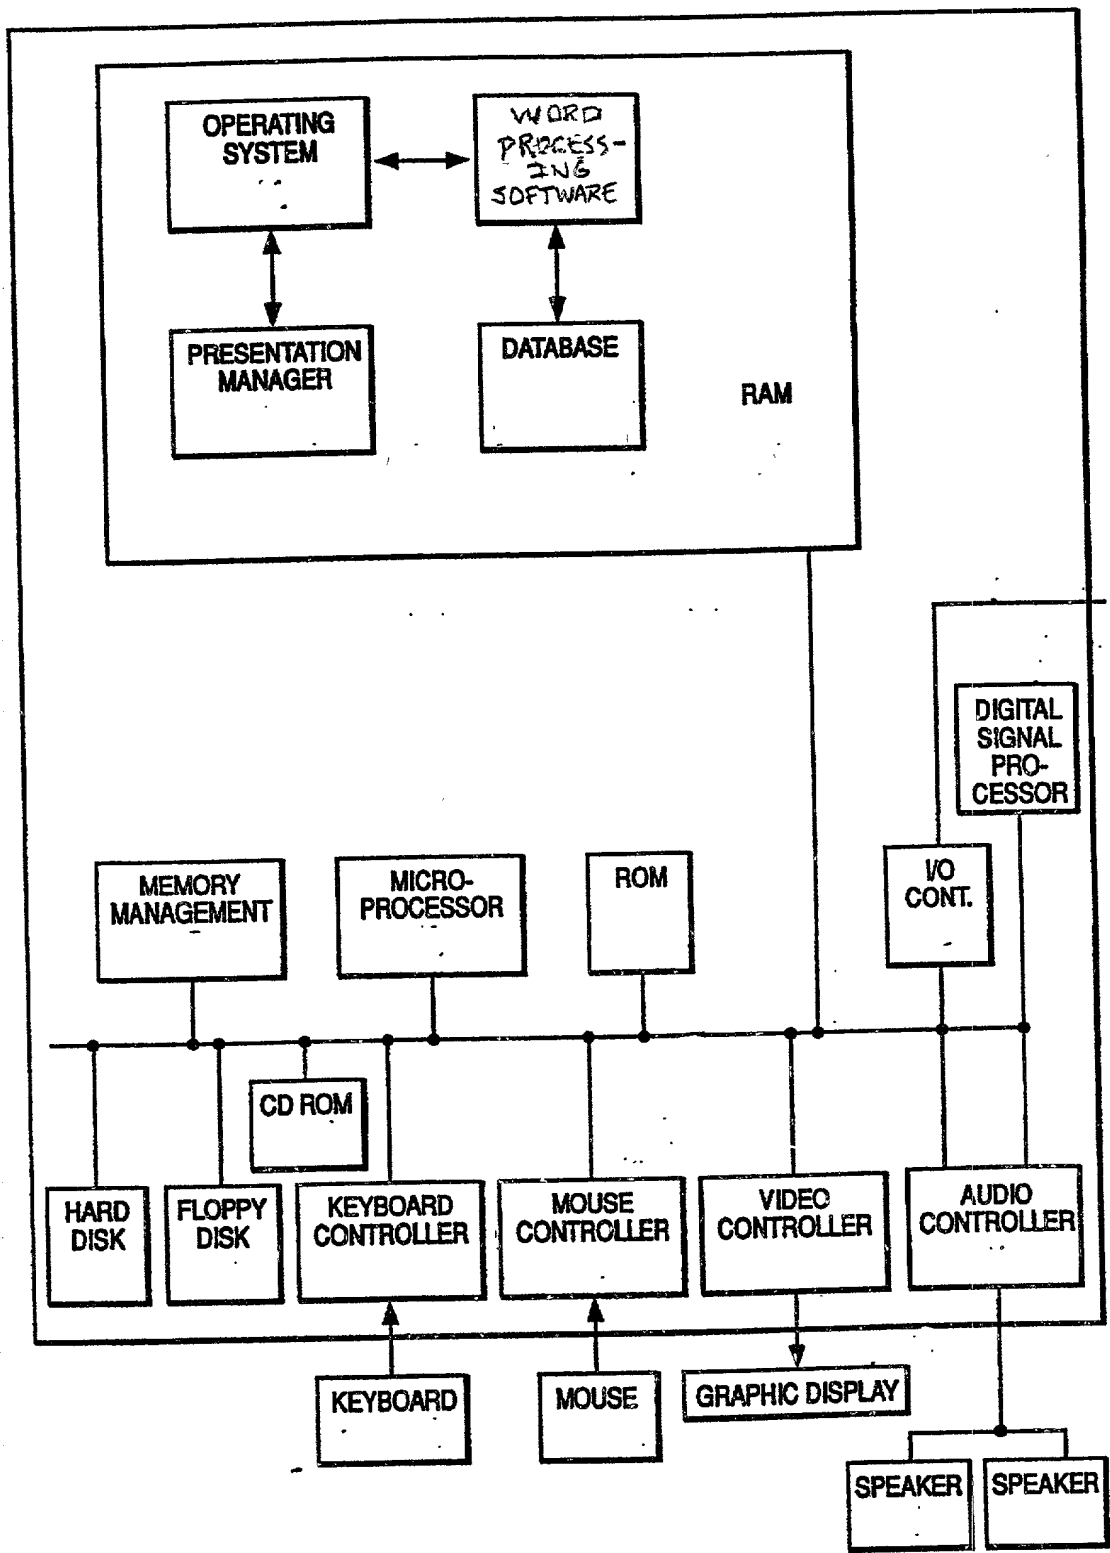 OPERATING
SYSTEM
WORD
PROCESS-
ING
SOFTWARE
PRESENTATION
MANAGER
DATABASE
RAM
DIGITAL
SIGNAL
PRO-
CESSOR
MEMORY
MANAGEMENT
MICRO-
PROCESSOR
ROM
I/O
CONT.
CD ROM
HARD
DISK
FLOPPY
DISK
KEYBOARD
CONTROLLER
MOUSE
CONTROLLER
VIDEO
CONTROLLER
AUDIO
CONTROLLER
KEYBOARD
MOUSE
GRAPHIC DISPLAY
SPEAKER
SPEAKER